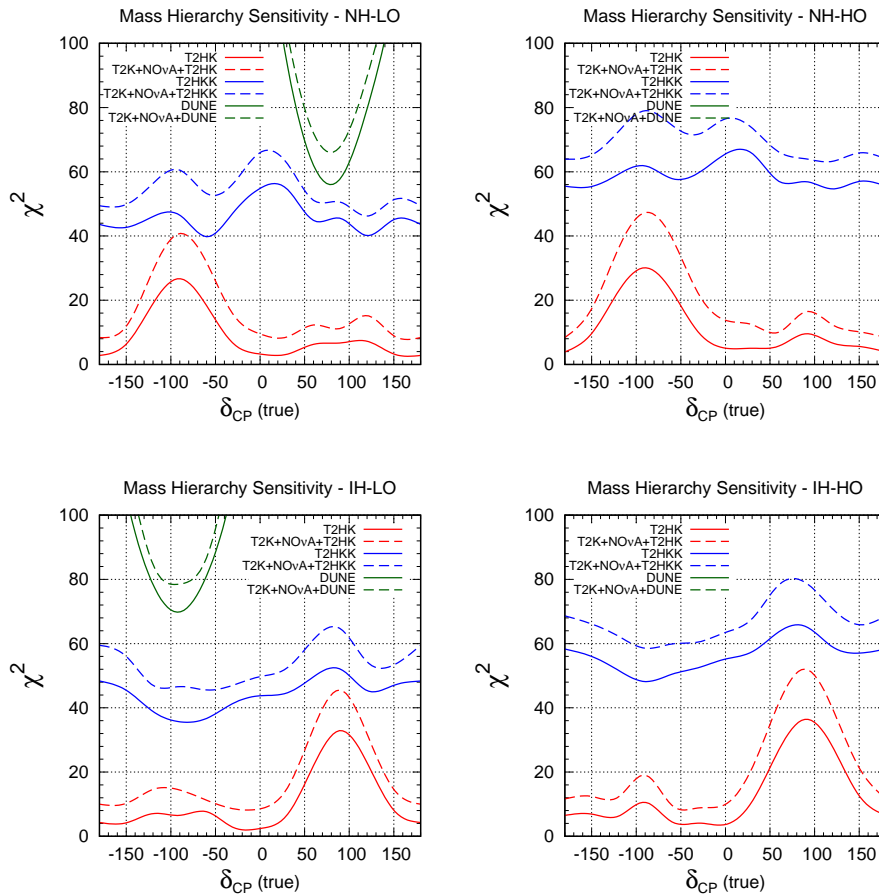 Mass Hierarchy Sensitivity - NH-LO
100
80
60
40
20
0
χ2
T2HK
T2K+NOνA+T2HK
T2HKK
T2K+NOνA+T2HKK
DUNE
T2K+NOνA+DUNE
-150 -100 -50 0 50 100 150
δCP (true)
Mass Hierarchy Sensitivity - NH-HO
100
80
60
40
20
0
χ2
T2HK
T2K+NOνA+T2HK
T2HKK
T2K+NOνA+T2HKK
DUNE
T2K+NOνA+DUNE
-150 -100 -50 0 50 100 150
δCP (true)
Mass Hierarchy Sensitivity - IH-LO
100
80
60
40
20
0
χ2
T2HK
T2K+NOνA+T2HK
T2HKK
T2K+NOνA+T2HKK
DUNE
T2K+NOνA+DUNE
-150 -100 -50 0 50 100 150
δCP (true)
Mass Hierarchy Sensitivity - IH-HO
100
80
60
40
20
0
χ2
T2HK
T2K+NOνA+T2HK
T2HKK
T2K+NOνA+T2HKK
DUNE
T2K+NOνA+DUNE
-150 -100 -50 0 50 100 150
δCP (true)